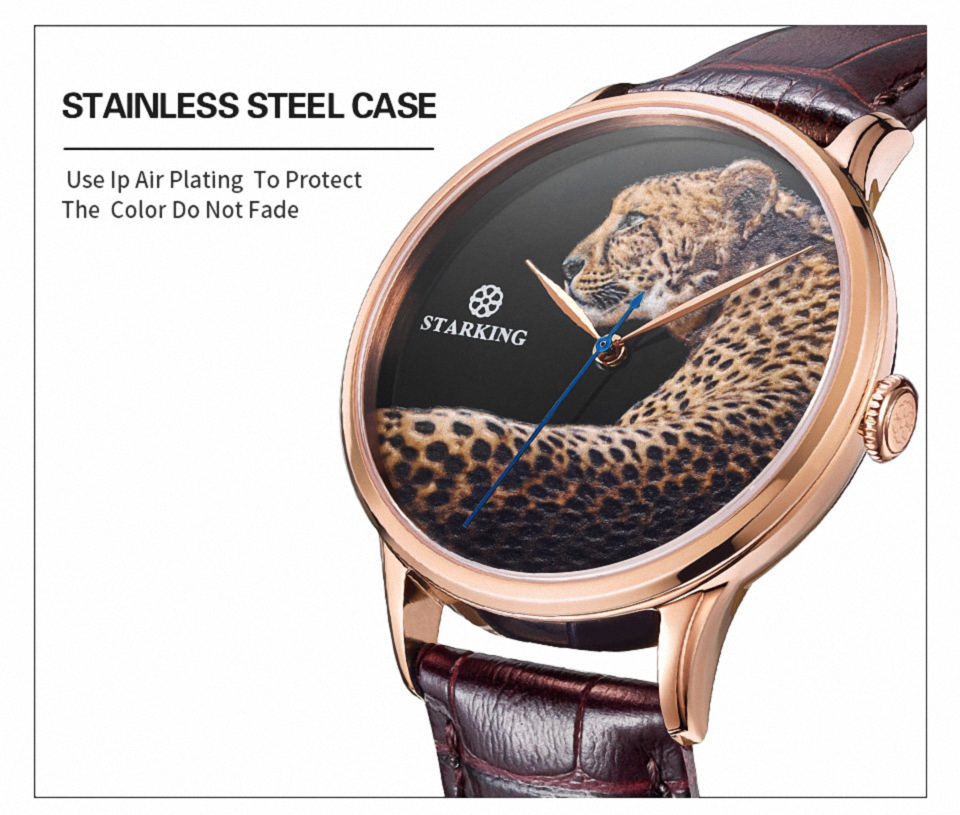 STAINLESS STEEL CASE
Use Ip Air Plating To Protect
The Color Do Not Fade
STARKING